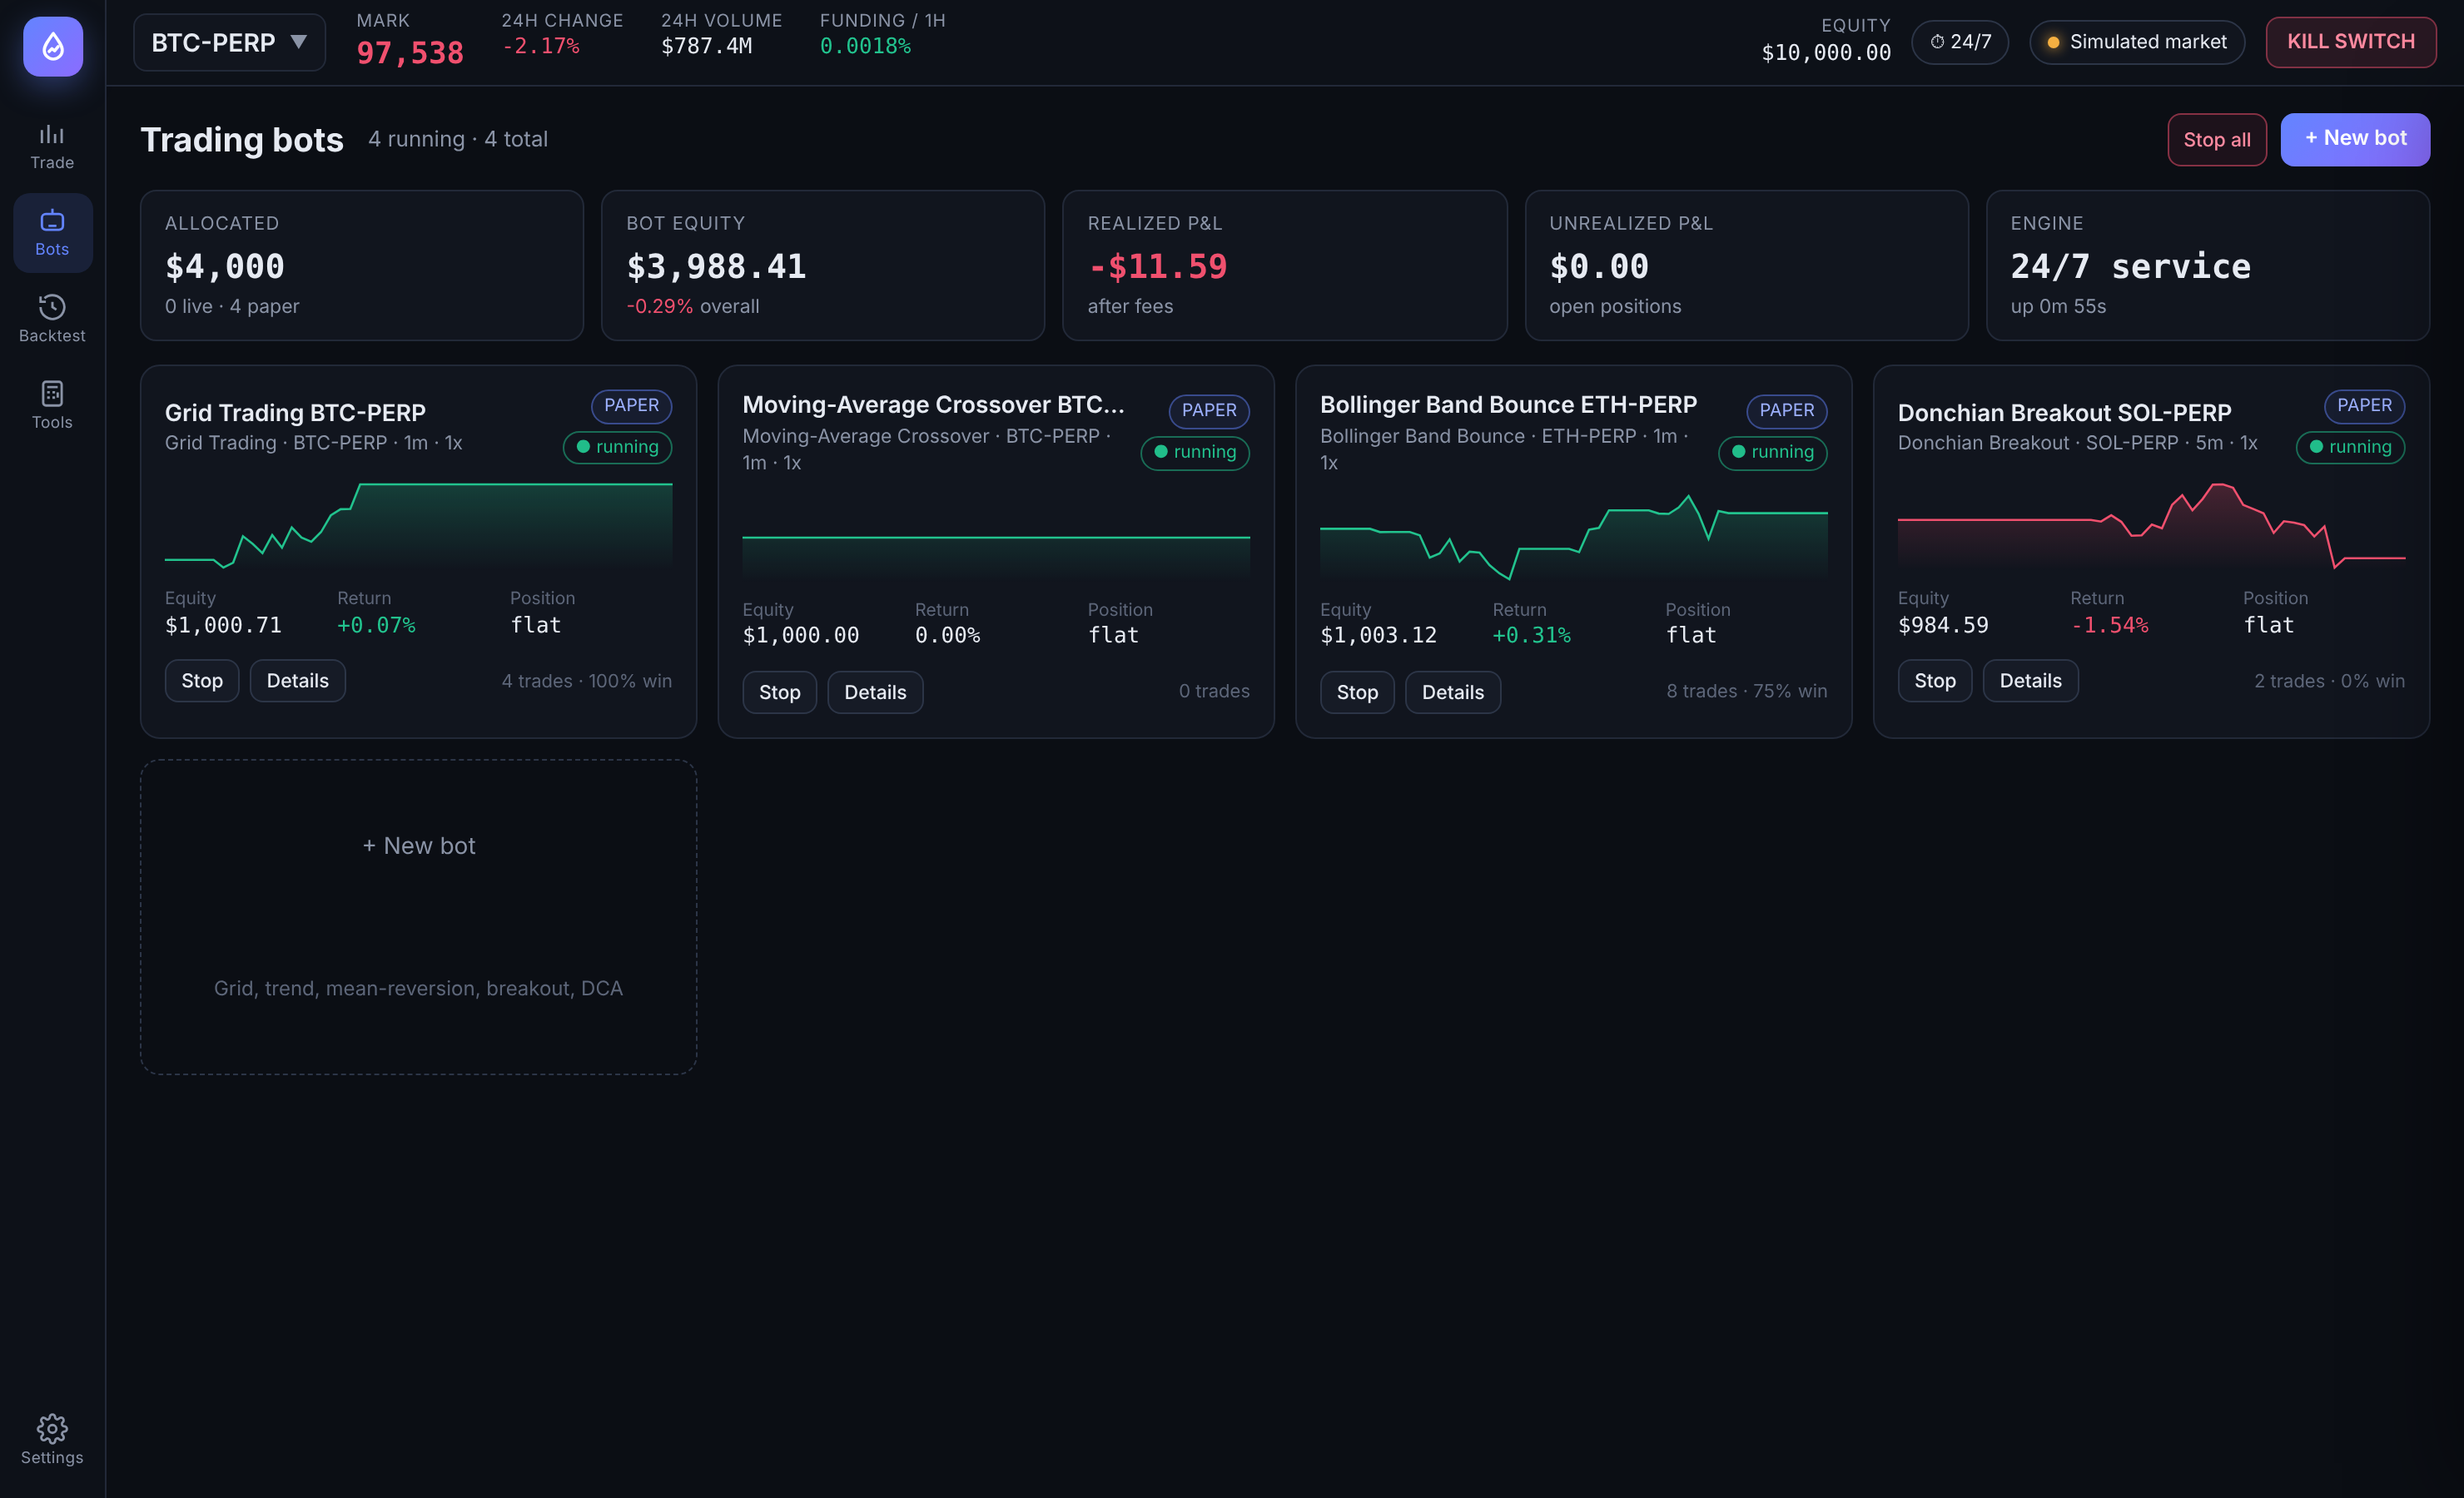 BTC-PERP ▼
MARK
97,538
24H CHANGE
-2.17%
24H VOLUME
$787.4M
FUNDING / 1H
0.0018%
EQUITY
$10,000.00
⏱ 24/7
Simulated market
KILL SWITCH
Trade
Bots
Backtest
Tools
Settings
Trading bots
4 running · 4 total
Stop all
+ New bot
ALLOCATED
$4,000
0 live · 4 paper
BOT EQUITY
$3,988.41
-0.29% overall
REALIZED P&L
-$11.59
after fees
UNREALIZED P&L
$0.00
open positions
ENGINE
24/7 service
up 0m 55s
Grid Trading BTC-PERP
Grid Trading · BTC-PERP · 1m · 1x
PAPER
running
Equity
$1,000.71
Return
+0.07%
Position
flat
Stop
Details
4 trades · 100% win
Moving-Average Crossover BTC...
Moving-Average Crossover · BTC-PERP ·
1m · 1x
PAPER
running
Equity
$1,000.00
Return
0.00%
Position
flat
Stop
Details
0 trades
Bollinger Band Bounce ETH-PERP
Bollinger Band Bounce · ETH-PERP · 1m ·
1x
PAPER
running
Equity
$1,003.12
Return
+0.31%
Position
flat
Stop
Details
8 trades · 75% win
Donchian Breakout SOL-PERP
Donchian Breakout · SOL-PERP · 5m · 1x
PAPER
running
Equity
$984.59
Return
-1.54%
Position
flat
Stop
Details
2 trades · 0% win
+ New bot
Grid, trend, mean-reversion, breakout, DCA